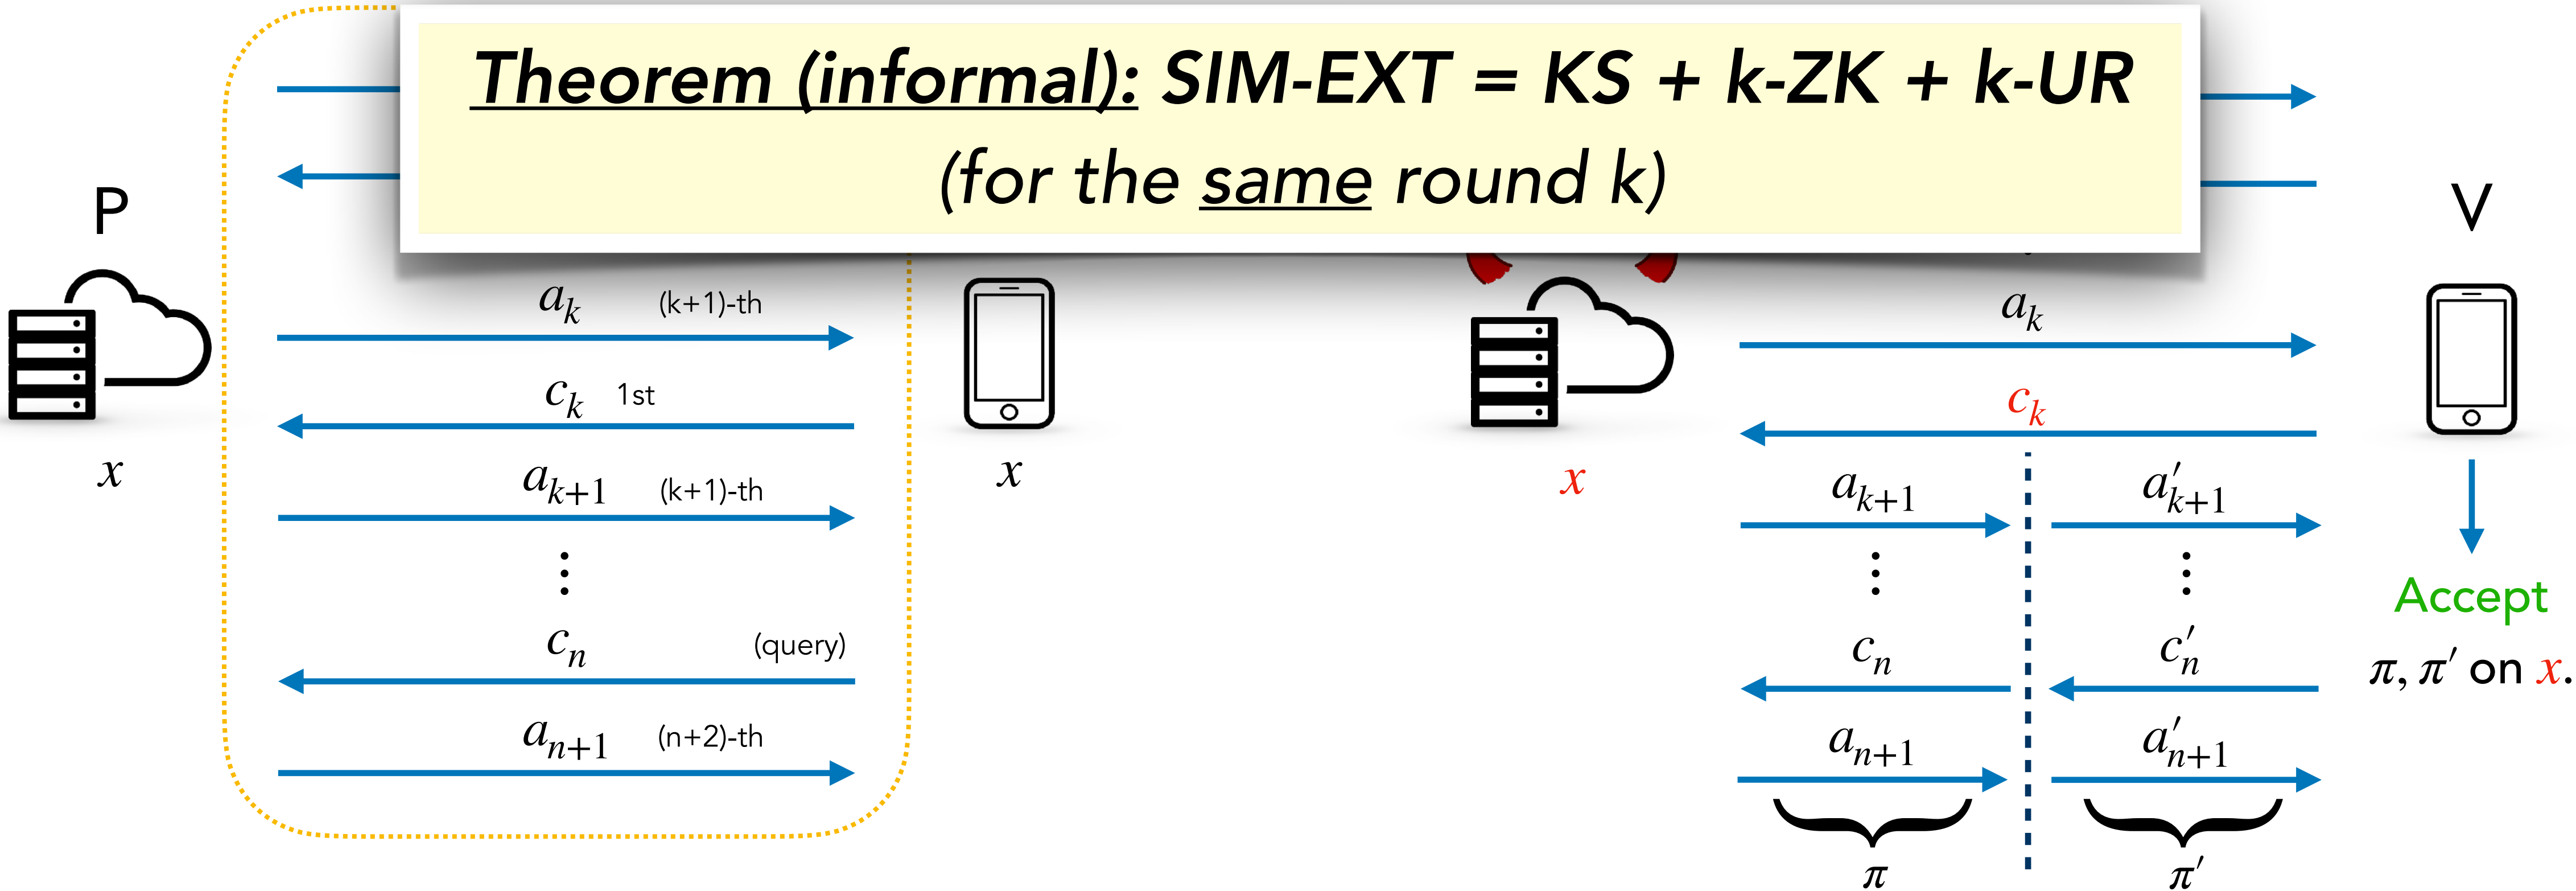 Theorem (informal): SIM-EXT = KS + k-ZK + k-UR
(for the same round k)
P
x
a_k (k+1)-th
c_k 1st
a_{k+1} (k+1)-th
⋮
c_n (query)
a_{n+1} (n+2)-th
x
x
a_k
c_k
a_{k+1} a'_{k+1}
⋮ ⋮
c_n c'_n
a_{n+1} a'_{n+1}
π π′
V
Accept
π, π′ on x.